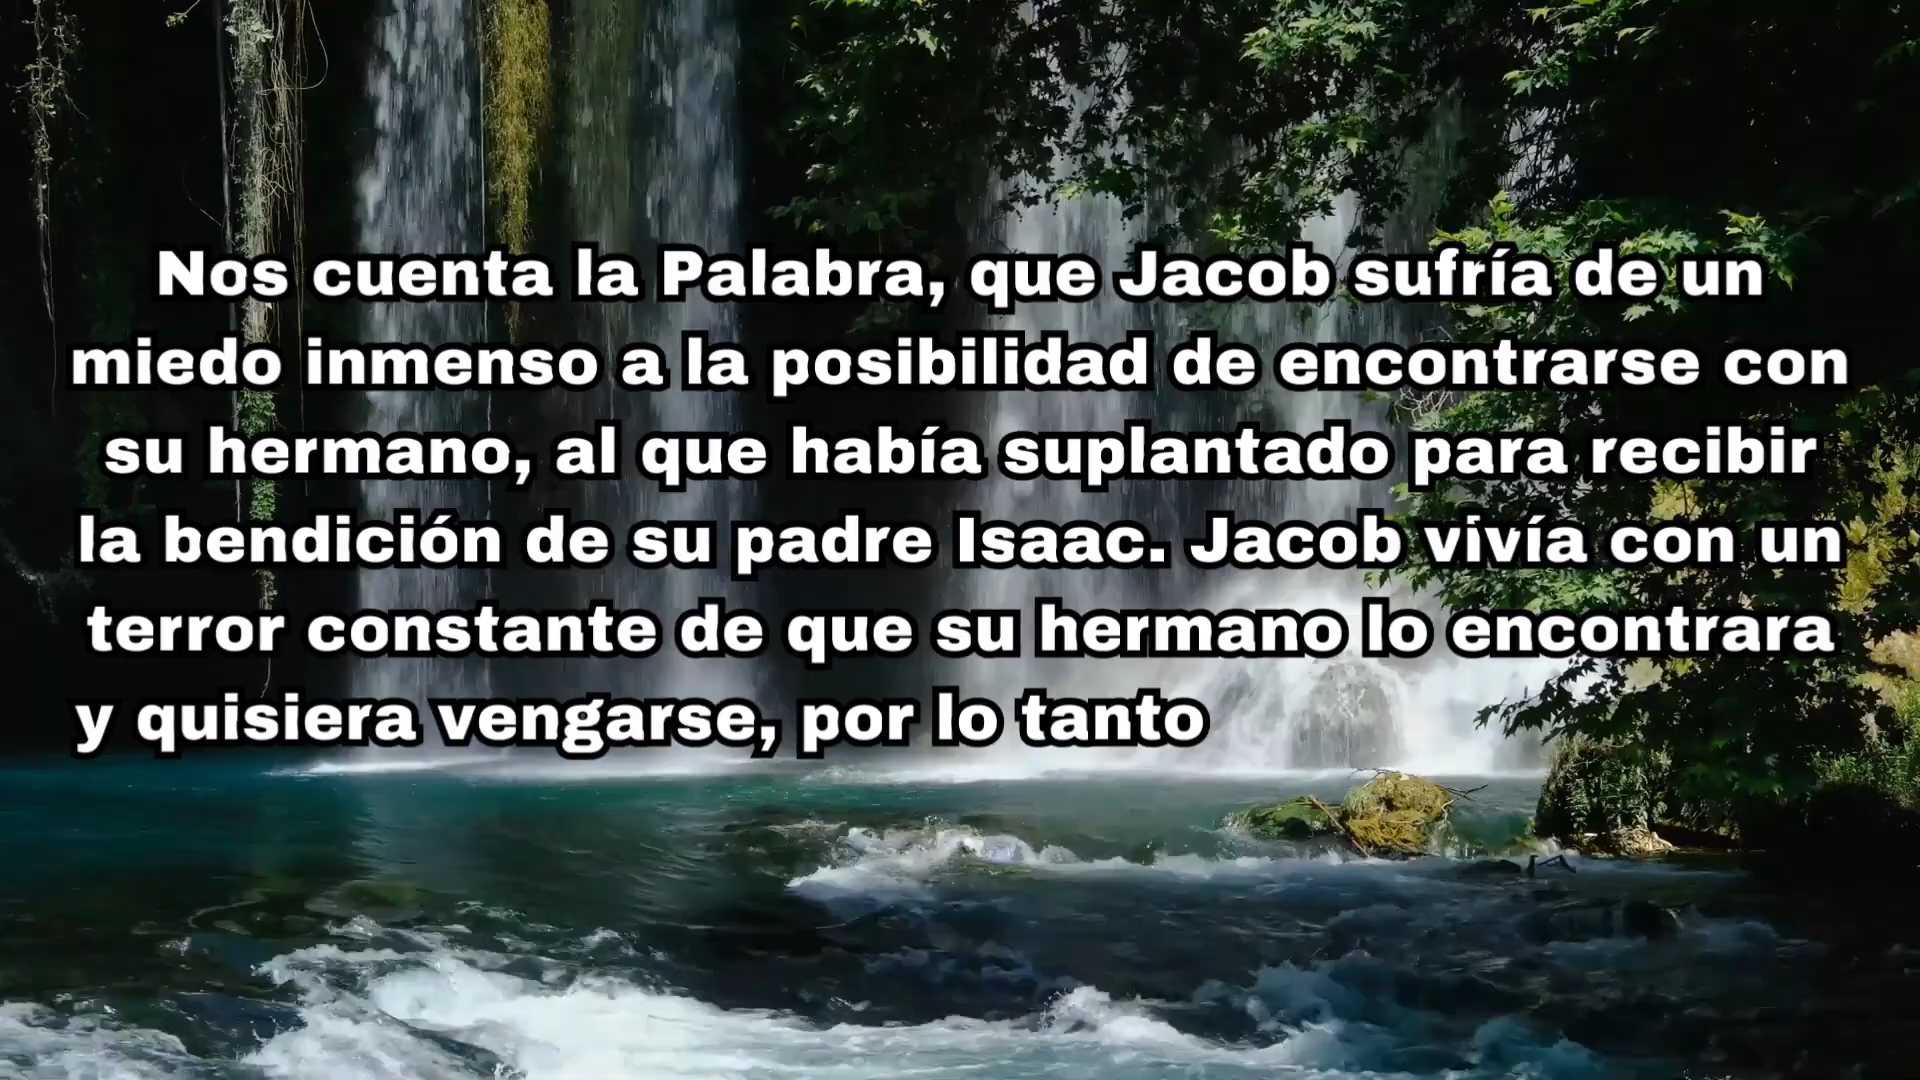 Nos cuenta la Palabra, que Jacob sufría de un
miedo inmenso a la posibilidad de encontrarse con
su hermano, al que había suplantado para recibir
la bendición de su padre Isaac. Jacob vivía con un
terror constante de que su hermano lo encontrara
y quisiera vengarse, por lo tanto